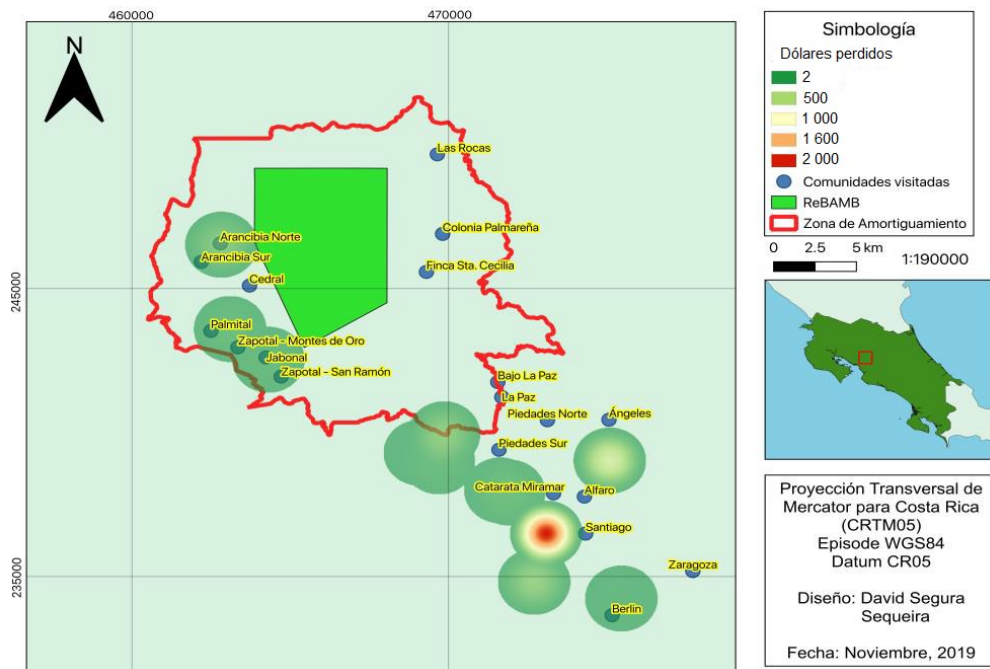 460000
470000
N
245000
235000
Las Rocas
Colonia Palmareña
Arancibia Norte
Arancibia Sur
Finca Sta. Cecilia
Cedral
Palmital
Zapotal - Montes de Oro
Jabonal
Zapotal - San Ramón
Bajo La Paz
La Paz
Piedades Norte
Ángeles
Piedades Sur
Catarata Miramar
Alfaro
Santiago
Zaragoza
Berlin
Simbología
Dólares perdidos
2
500
1 000
1 600
2 000
Comunidades visitadas
ReBAMB
Zona de Amortiguamiento
0 2.5 5 km
1:190000
Proyección Transversal de
Mercator para Costa Rica
(CRTM05)
Episode WGS84
Datum CR05
Diseño: David Segura
Sequeira
Fecha: Noviembre, 2019